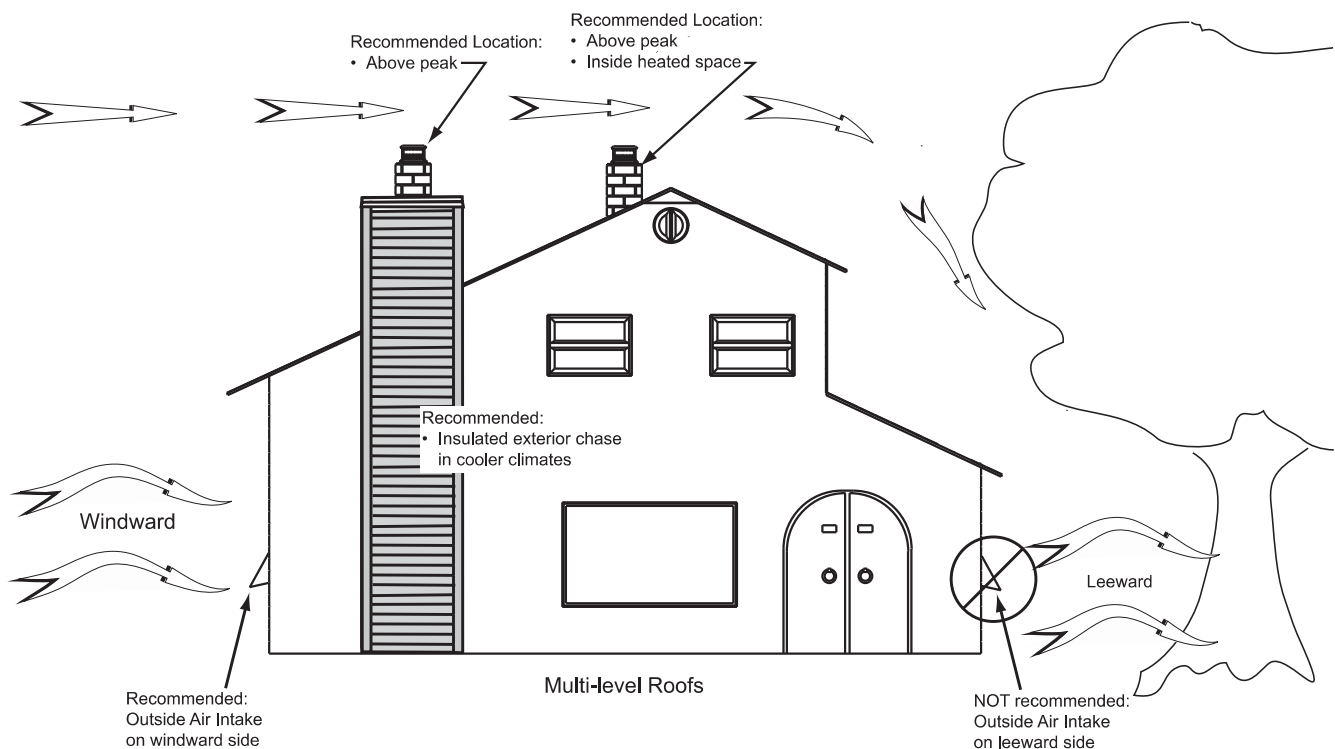 Recommended Location:
• Above peak
Recommended Location:
• Above peak
• Inside heated space
Recommended:
• Insulated exterior chase
in cooler climates
Windward
Leeward
Recommended:
Outside Air Intake
on windward side
Multi-level Roofs
NOT recommended:
Outside Air Intake
on leeward side